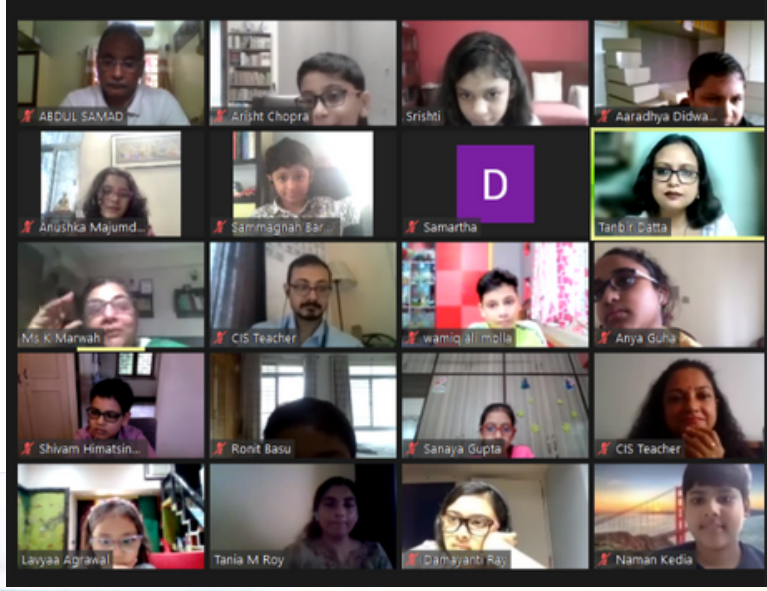 ABDUL SAMAD
Arisht Chopra
Srishti
Aaradhya Didwa...
Anushka Majumd...
Sammagnah Bar...
D
Samartha
Tanbir Datta
Ms K Marwah
CIS Teacher
wamiq ali molla
Anya Guha
Shivam Himatsin...
Ronit Basu
Sanaya Gupta
CIS Teacher
Lavyaa Agrawal
Tania M Roy
Damayanti Ray
Naman Kedia